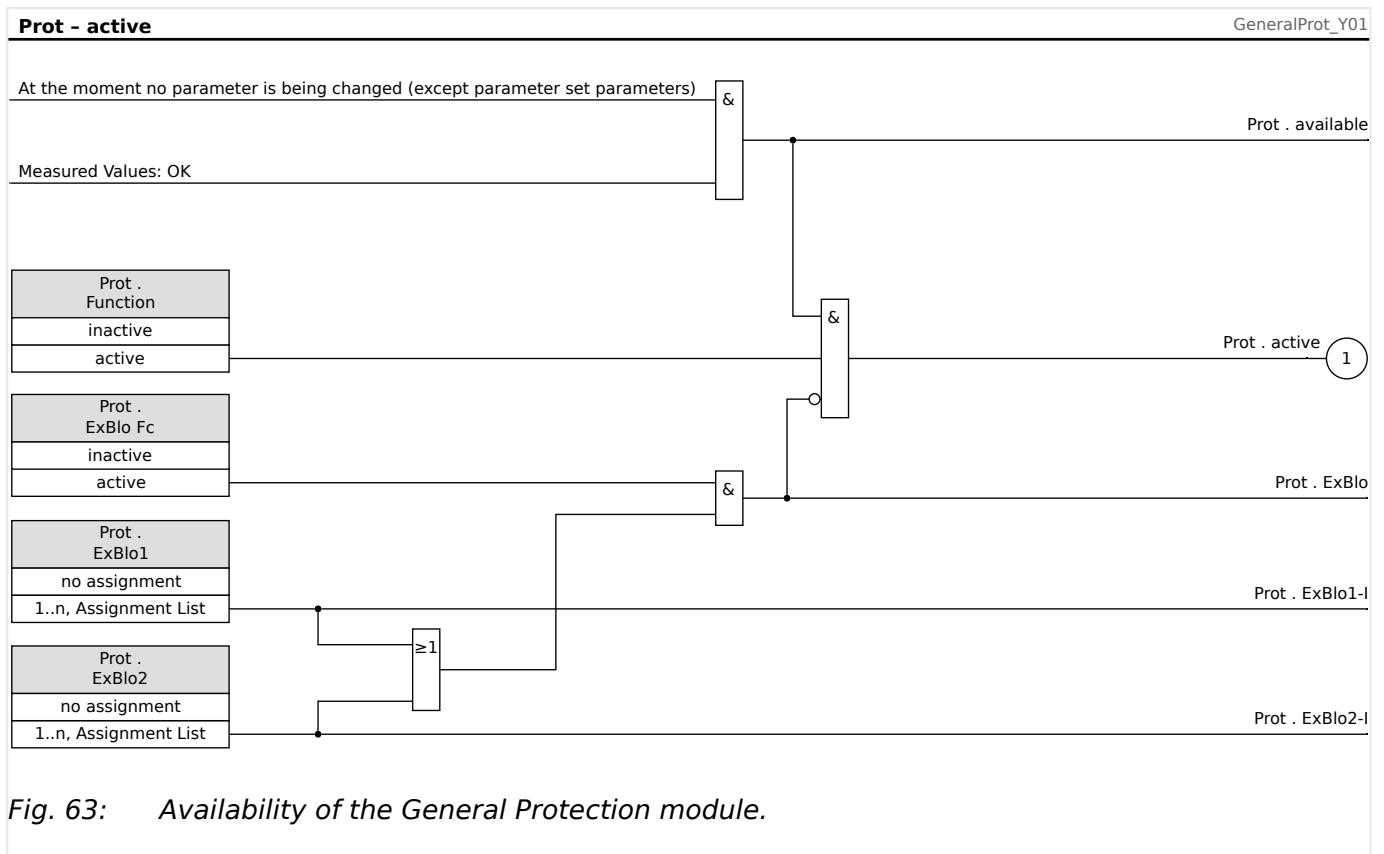 Prot – active
GeneralProt_Y01
At the moment no parameter is being changed (except parameter set parameters)
&
Prot . available
Measured Values: OK
Prot .
Function
inactive
active
&
Prot . active
1
Prot .
ExBlo Fc
inactive
active
&
Prot . ExBlo
Prot .
ExBlo1
no assignment
1..n, Assignment List
Prot . ExBlo1-I
≥1
Prot .
ExBlo2
no assignment
1..n, Assignment List
Prot . ExBlo2-I
Fig. 63: Availability of the General Protection module.